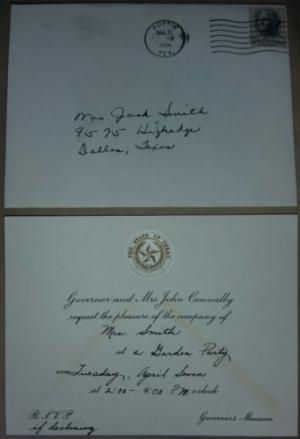 AUSTIN
1964
TEX.
Mrs. Jack Smith
9575 Highedge
Dallas, Texas
THE STATE OF TEXAS
Governor and Mrs. John Connally
request the pleasure of the company of
Mrs. Smith
at a Garden Party
on Tuesday, April Seven
at 2:00 - 4:00 P.M. o'clock
R.S.V.P.
if declining
Governor's Mansion